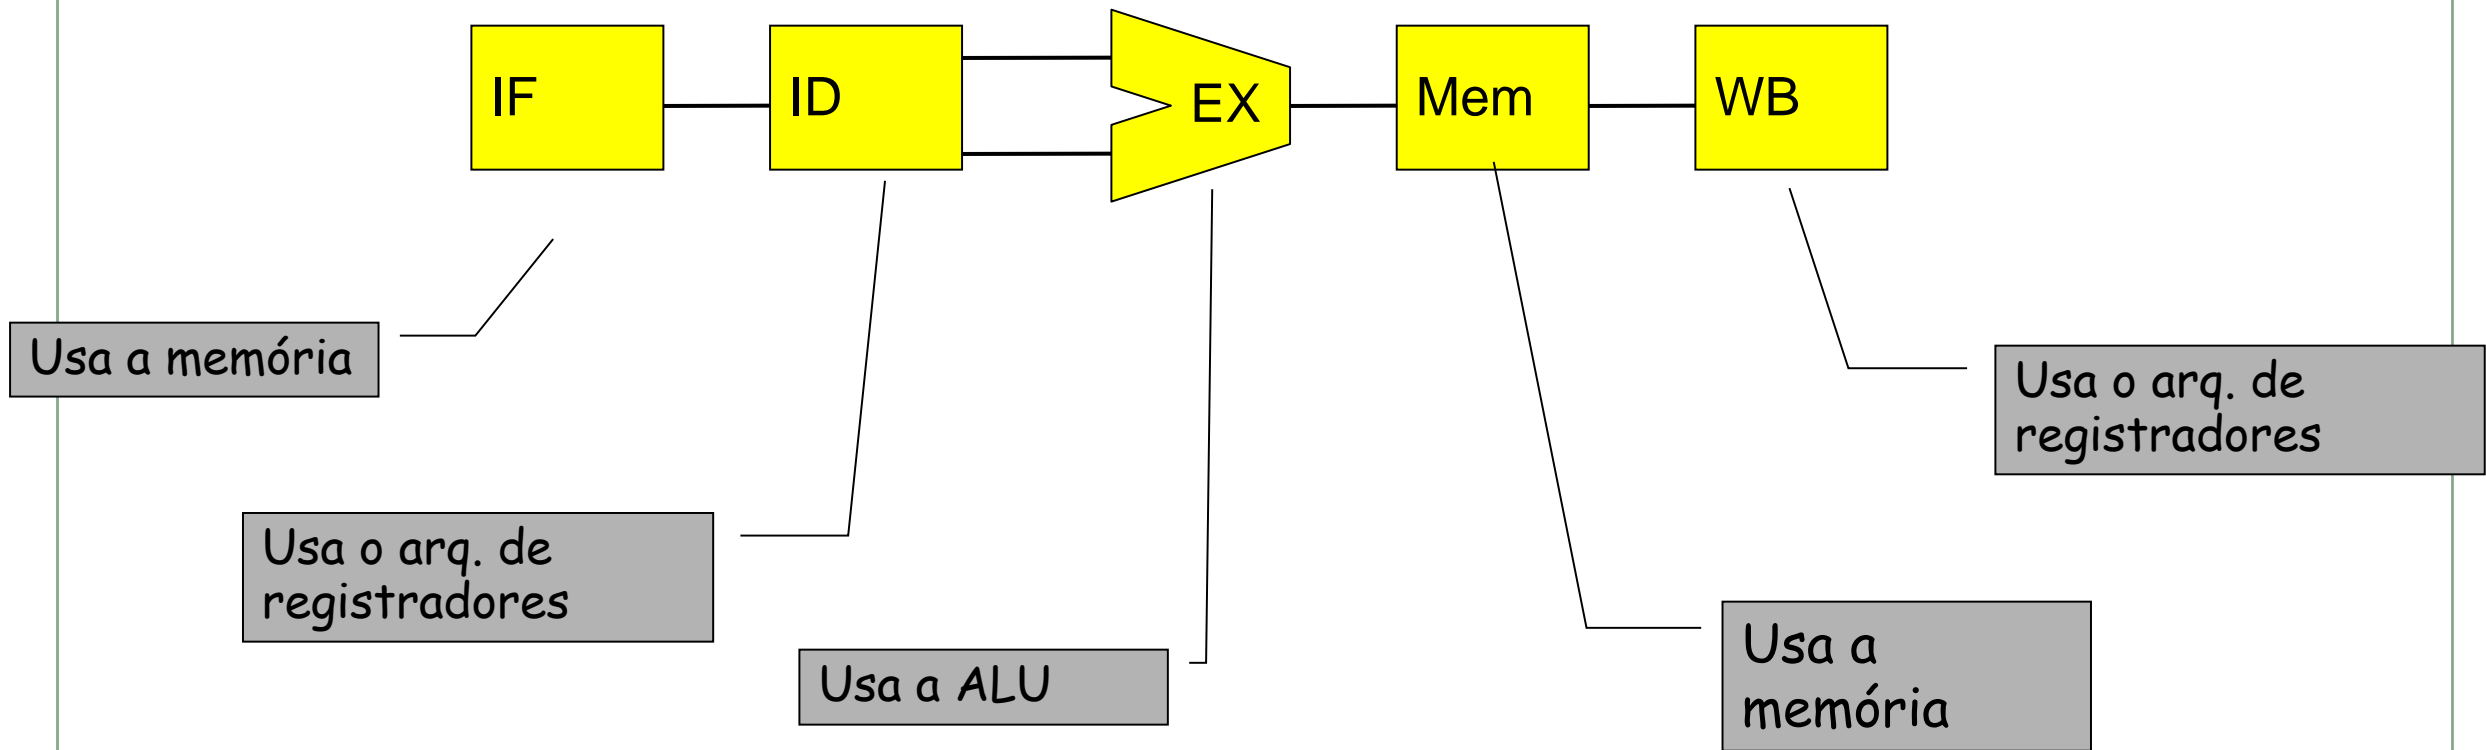 IF
ID
EX
Mem
WB
Usa a memória
Usa o arq. de
registradores
Usa o arq. de
registradores
Usa a ALU
Usa a
memória